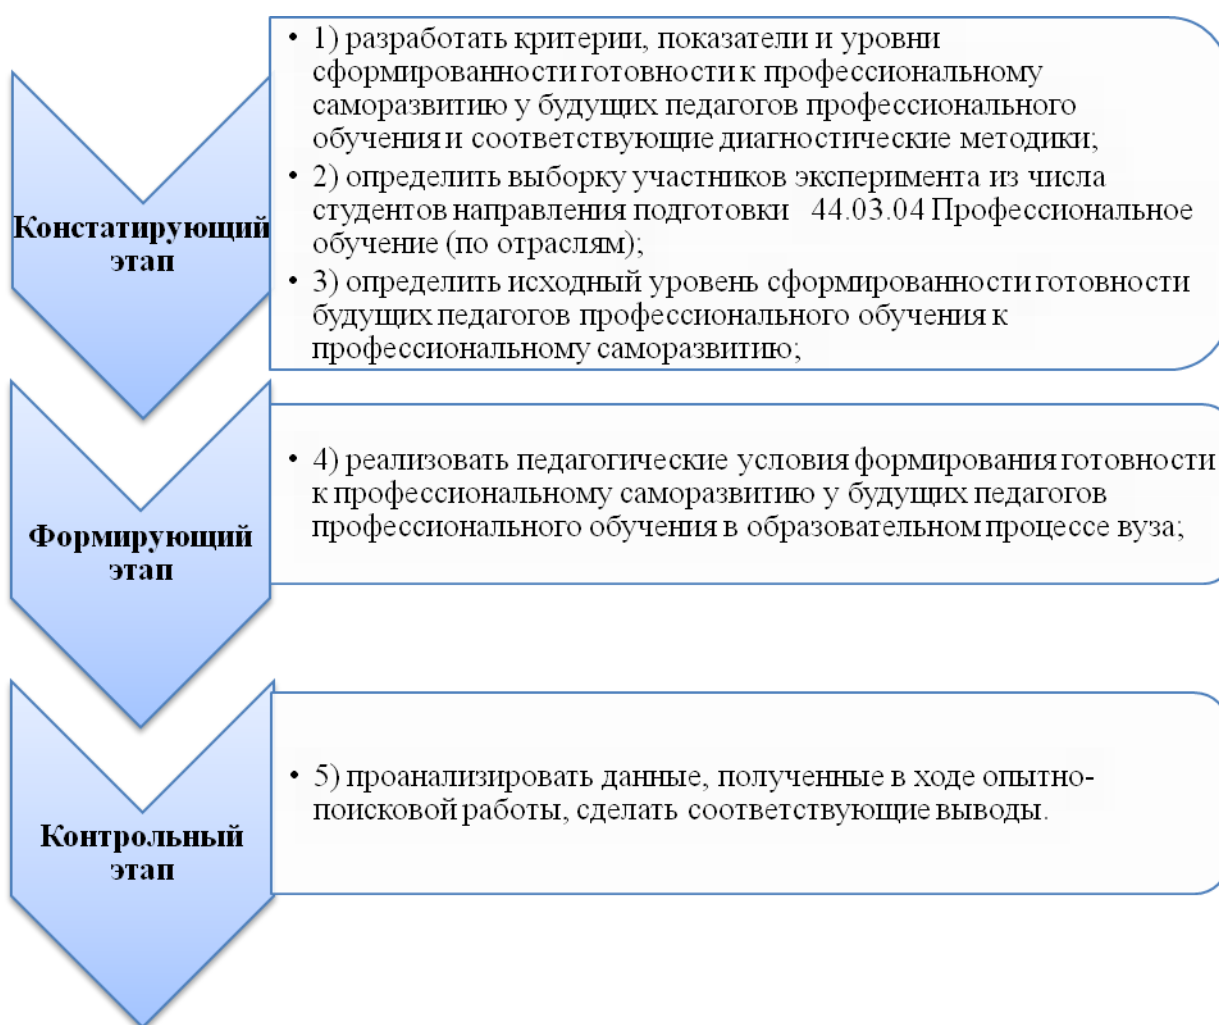 • 1) разработать критерии, показатели и уровни
сформированности готовности к профессиональному
саморазвитию у будущих педагогов профессионального
обучения и соответствующие диагностические методики;
• 2) определить выборку участников эксперимента из числа
студентов направления подготовки 44.03.04 Профессиональное
обучение (по отраслям);
• 3) определить исходный уровень сформированности готовности
будущих педагогов профессионального обучения к
профессиональному саморазвитию;
Констатирующий
этап
• 4) реализовать педагогические условия формирования готовности
к профессиональному саморазвитию у будущих педагогов
профессионального обучения в образовательном процессе вуза;
Формирующий
этап
• 5) проанализировать данные, полученные в ходе опытно-
поисковой работы, сделать соответствующие выводы.
Контрольный
этап